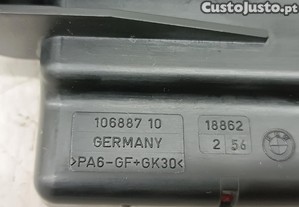 CustoJusto.pt
106887 10
GERMANY
>PA6-GF+GK30<
18862
2 56